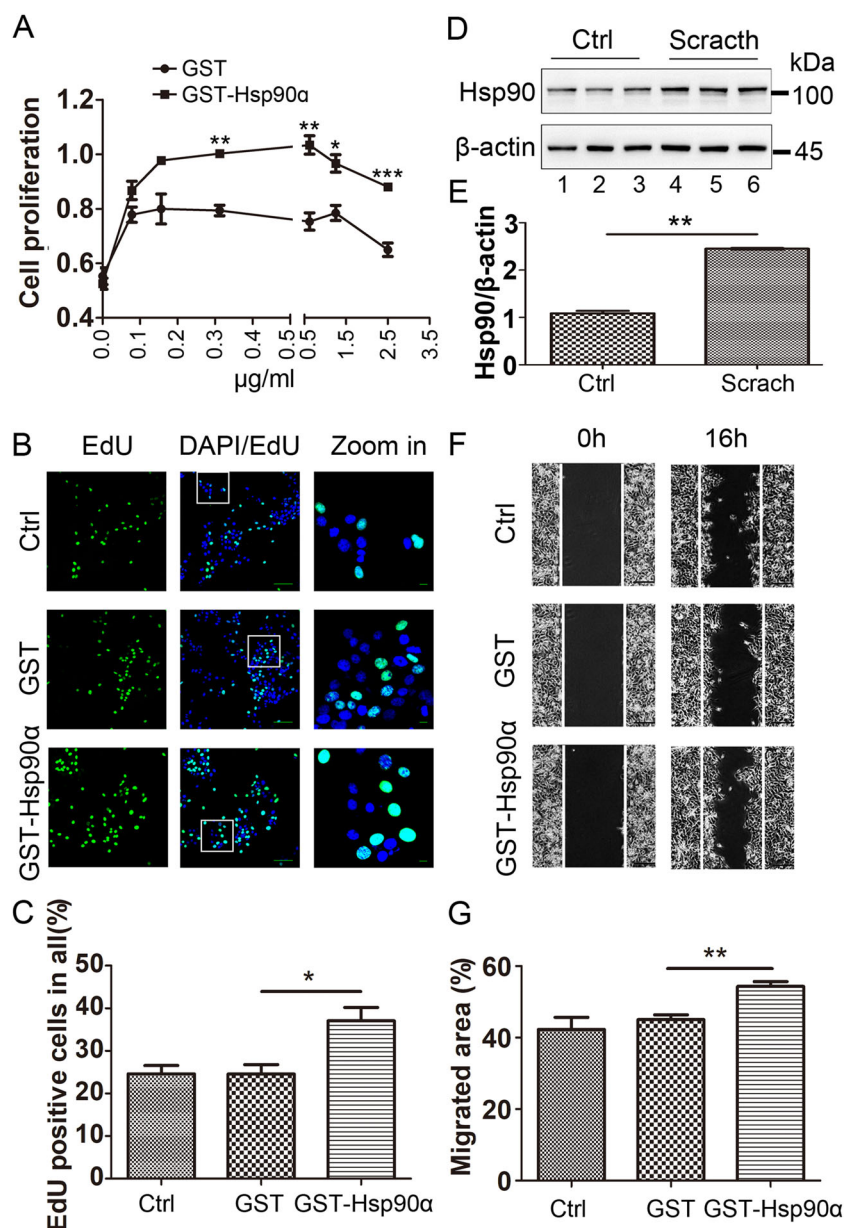 A
GST
GST-Hsp90α
Cell proliferation
1.2
1.0
0.8
0.6
0.4
**
**
*
***
0.0
0.1
0.2
0.3
0.4
0.5
0.5
1.5
2.5
3.5
µg/ml
D
Ctrl
Scracth
kDa
Hsp90
100
β-actin
45
1 2 3 4 5 6
E
Hsp90/β-actin
3
2
1
0
**
Ctrl
Scrach
B
EdU
DAPI/EdU
Zoom in
Ctrl
GST
GST-Hsp90α
F
0h
16h
Ctrl
GST
GST-Hsp90α
C
EdU positive cells in all(%)
50
40
30
20
10
0
*
Ctrl
GST
GST-Hsp90α
G
Migrated area (%)
60
40
20
0
**
Ctrl
GST
GST-Hsp90α